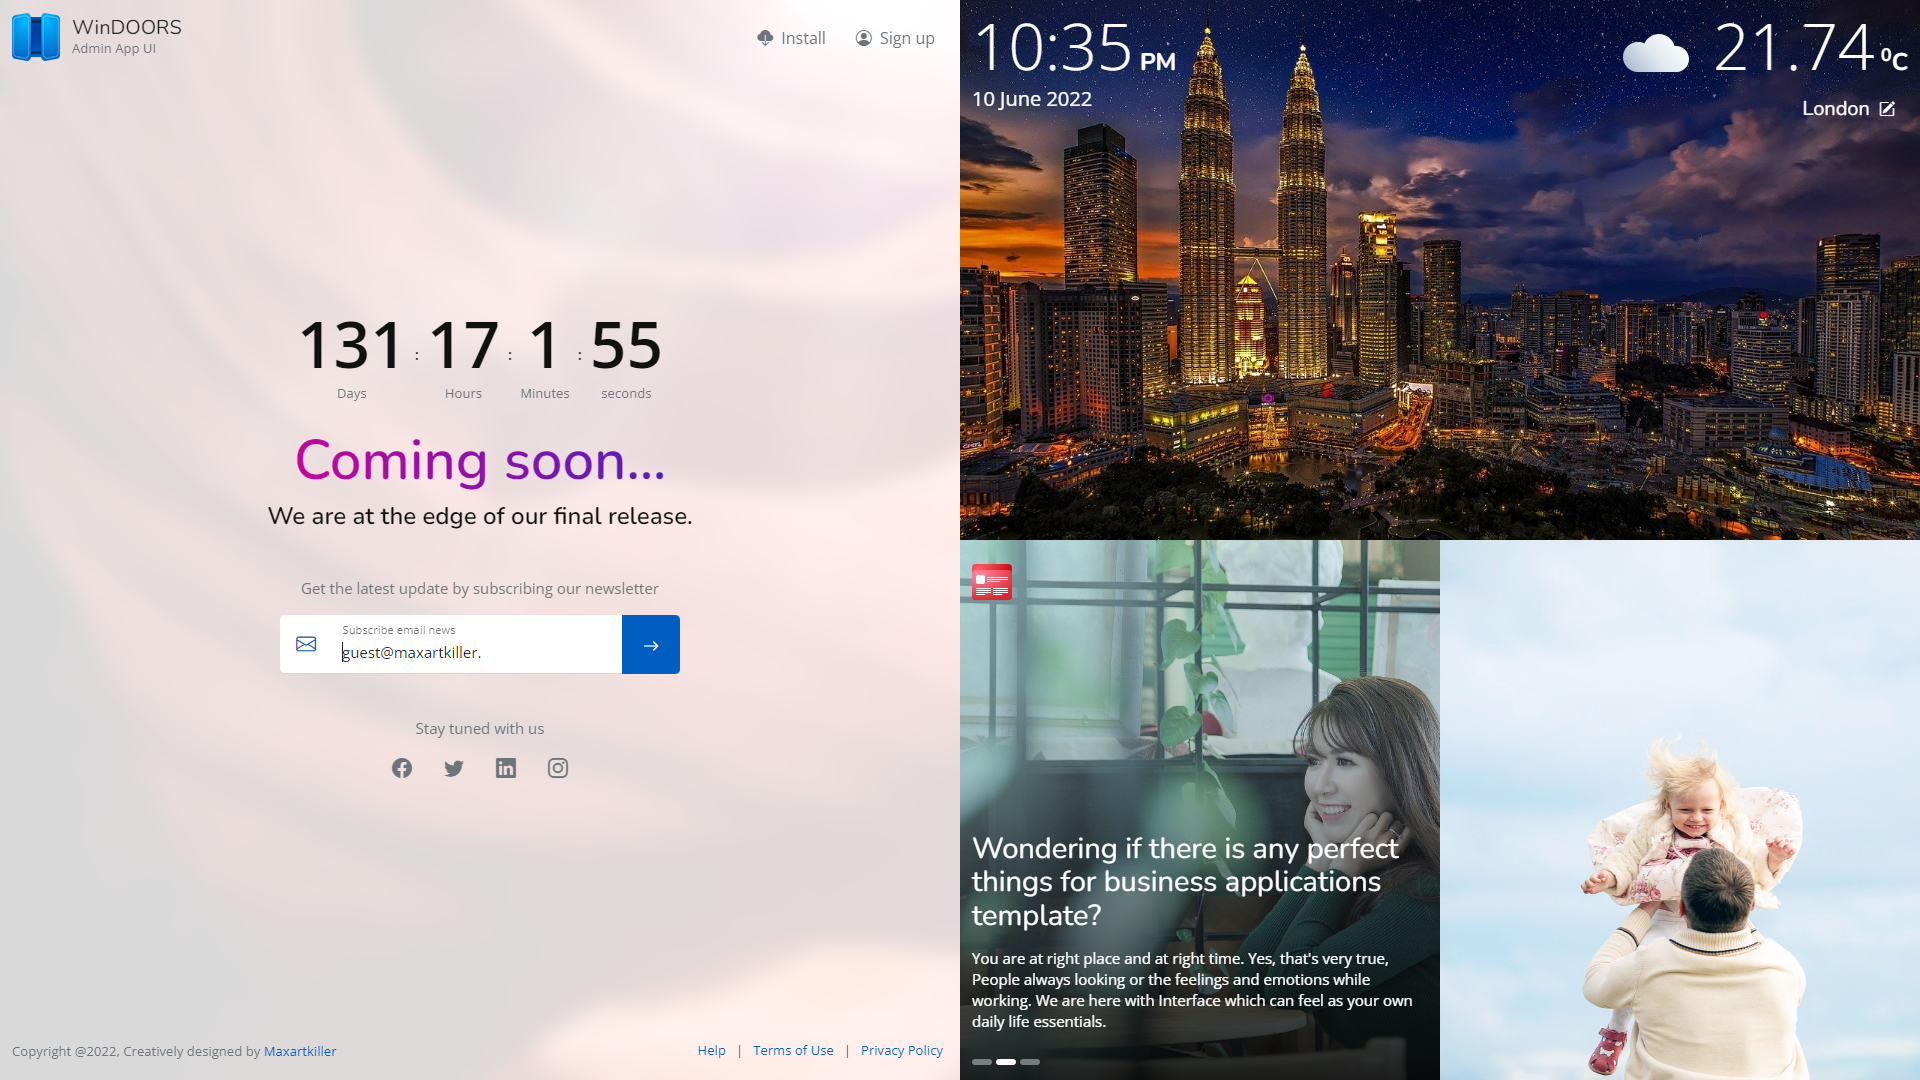 WinDOORS
Admin App UI
Install
Sign up
131 : 17 : 1 : 55
Days Hours Minutes seconds
Coming soon...
We are at the edge of our final release.
Get the latest update by subscribing our newsletter
Subscribe email news
guest@maxartkiller.
Stay tuned with us
Copyright @2022, Creatively designed by Maxartkiller
Help | Terms of Use | Privacy Policy
10:35 PM
10 June 2022
21.74 ⁰C
London
Wondering if there is any perfect
things for business applications
template?
You are at right place and at right time. Yes, that's very true,
People always looking or the feelings and emotions while
working. We are here with Interface which can feel as your own
daily life essentials.